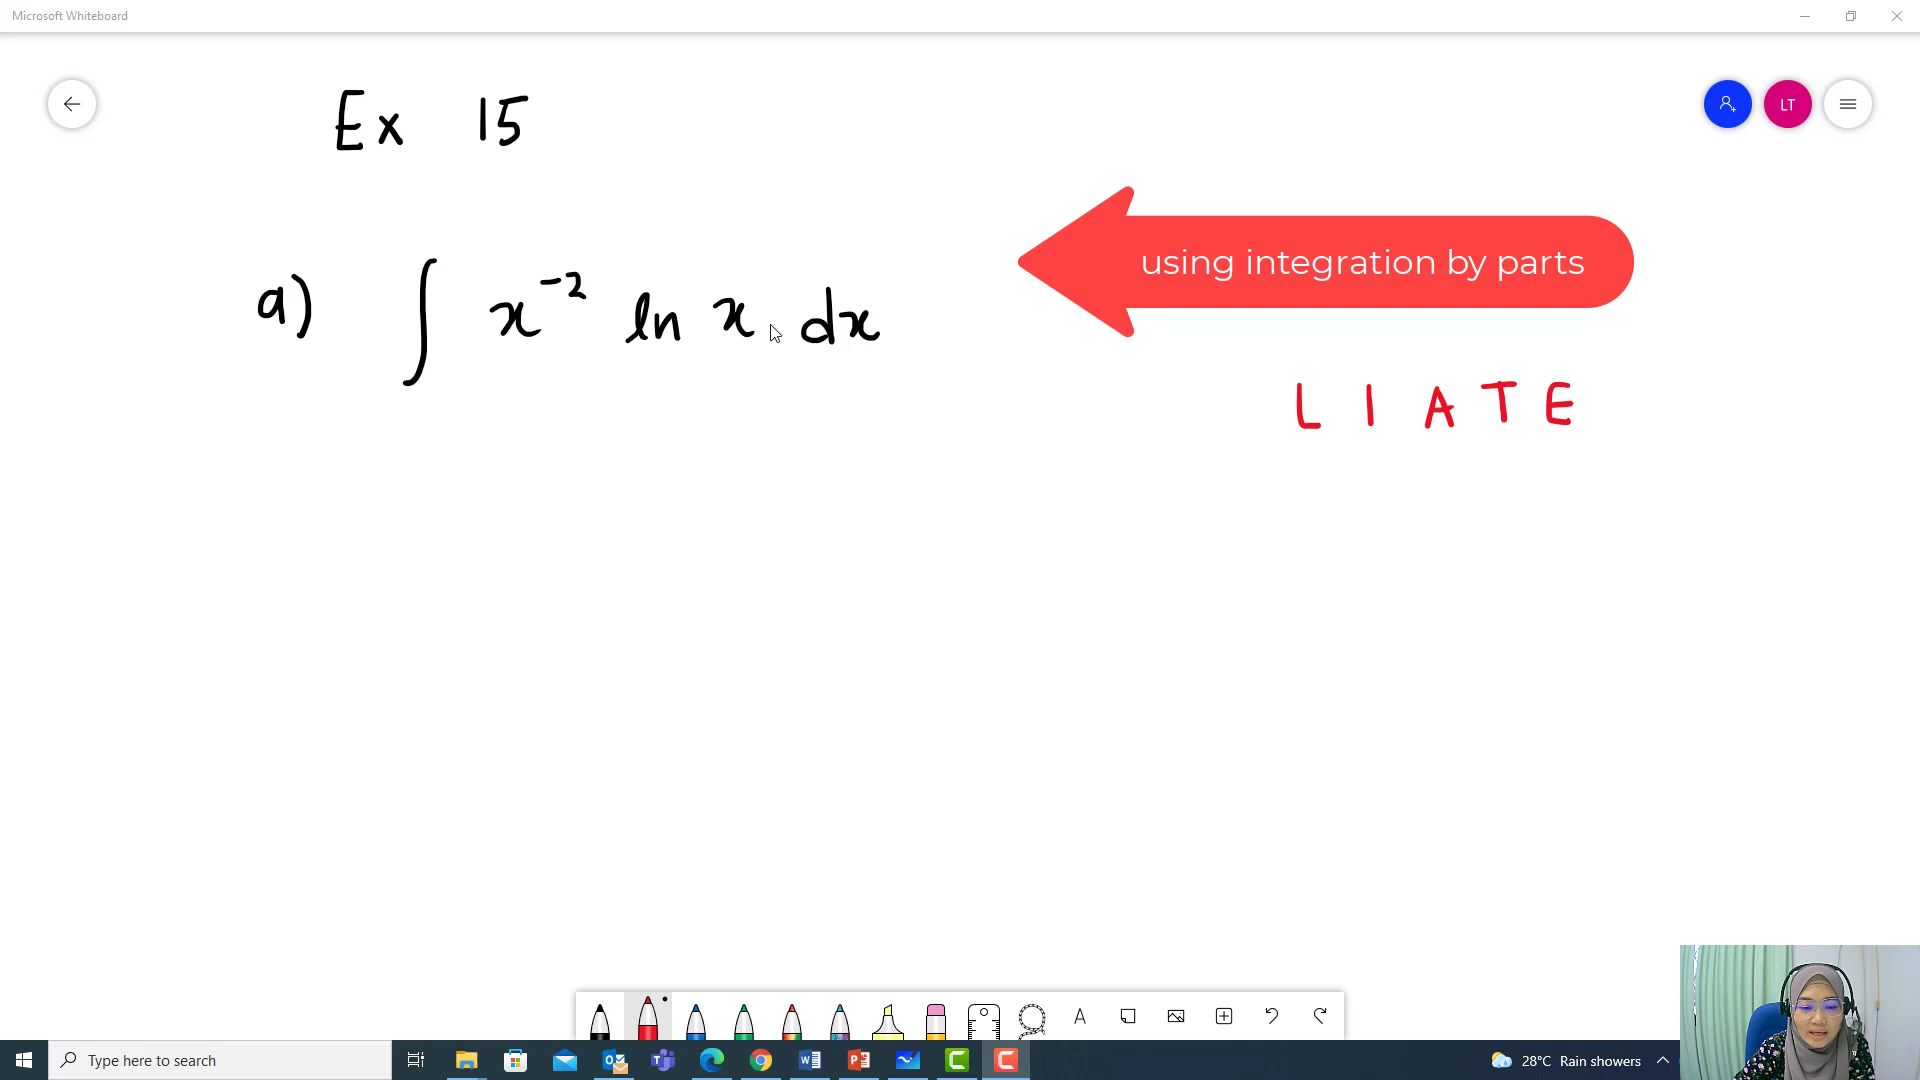 Microsoft Whiteboard
Ex 15
LT
using integration by parts
a) ∫ x⁻² ln x dx
L I A T E
A
Type here to search
28°C Rain showers